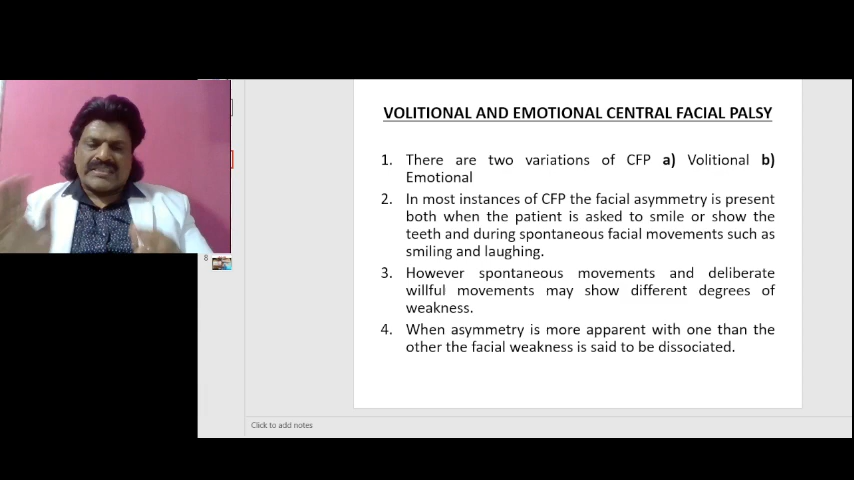 VOLITIONAL AND EMOTIONAL CENTRAL FACIAL PALSY
1. There are two variations of CFP a) Volitional b)
Emotional
2. In most instances of CFP the facial asymmetry is present
both when the patient is asked to smile or show the
teeth and during spontaneous facial movements such as
smiling and laughing.
3. However spontaneous movements and deliberate
willful movements may show different degrees of
weakness.
4. When asymmetry is more apparent with one than the
other the facial weakness is said to be dissociated.
8
Click to add notes